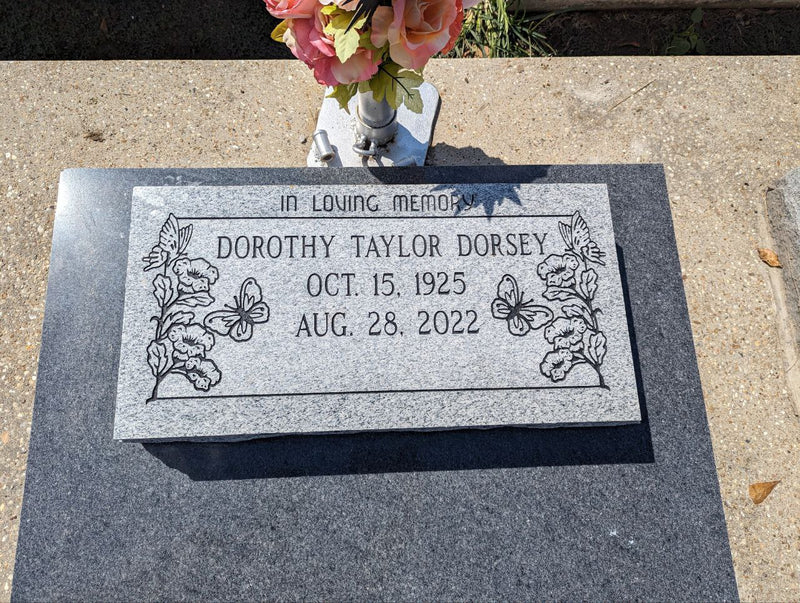 IN LOVING MEMORY
DOROTHY TAYLOR DORSEY
OCT. 15, 1925
AUG. 28, 2022